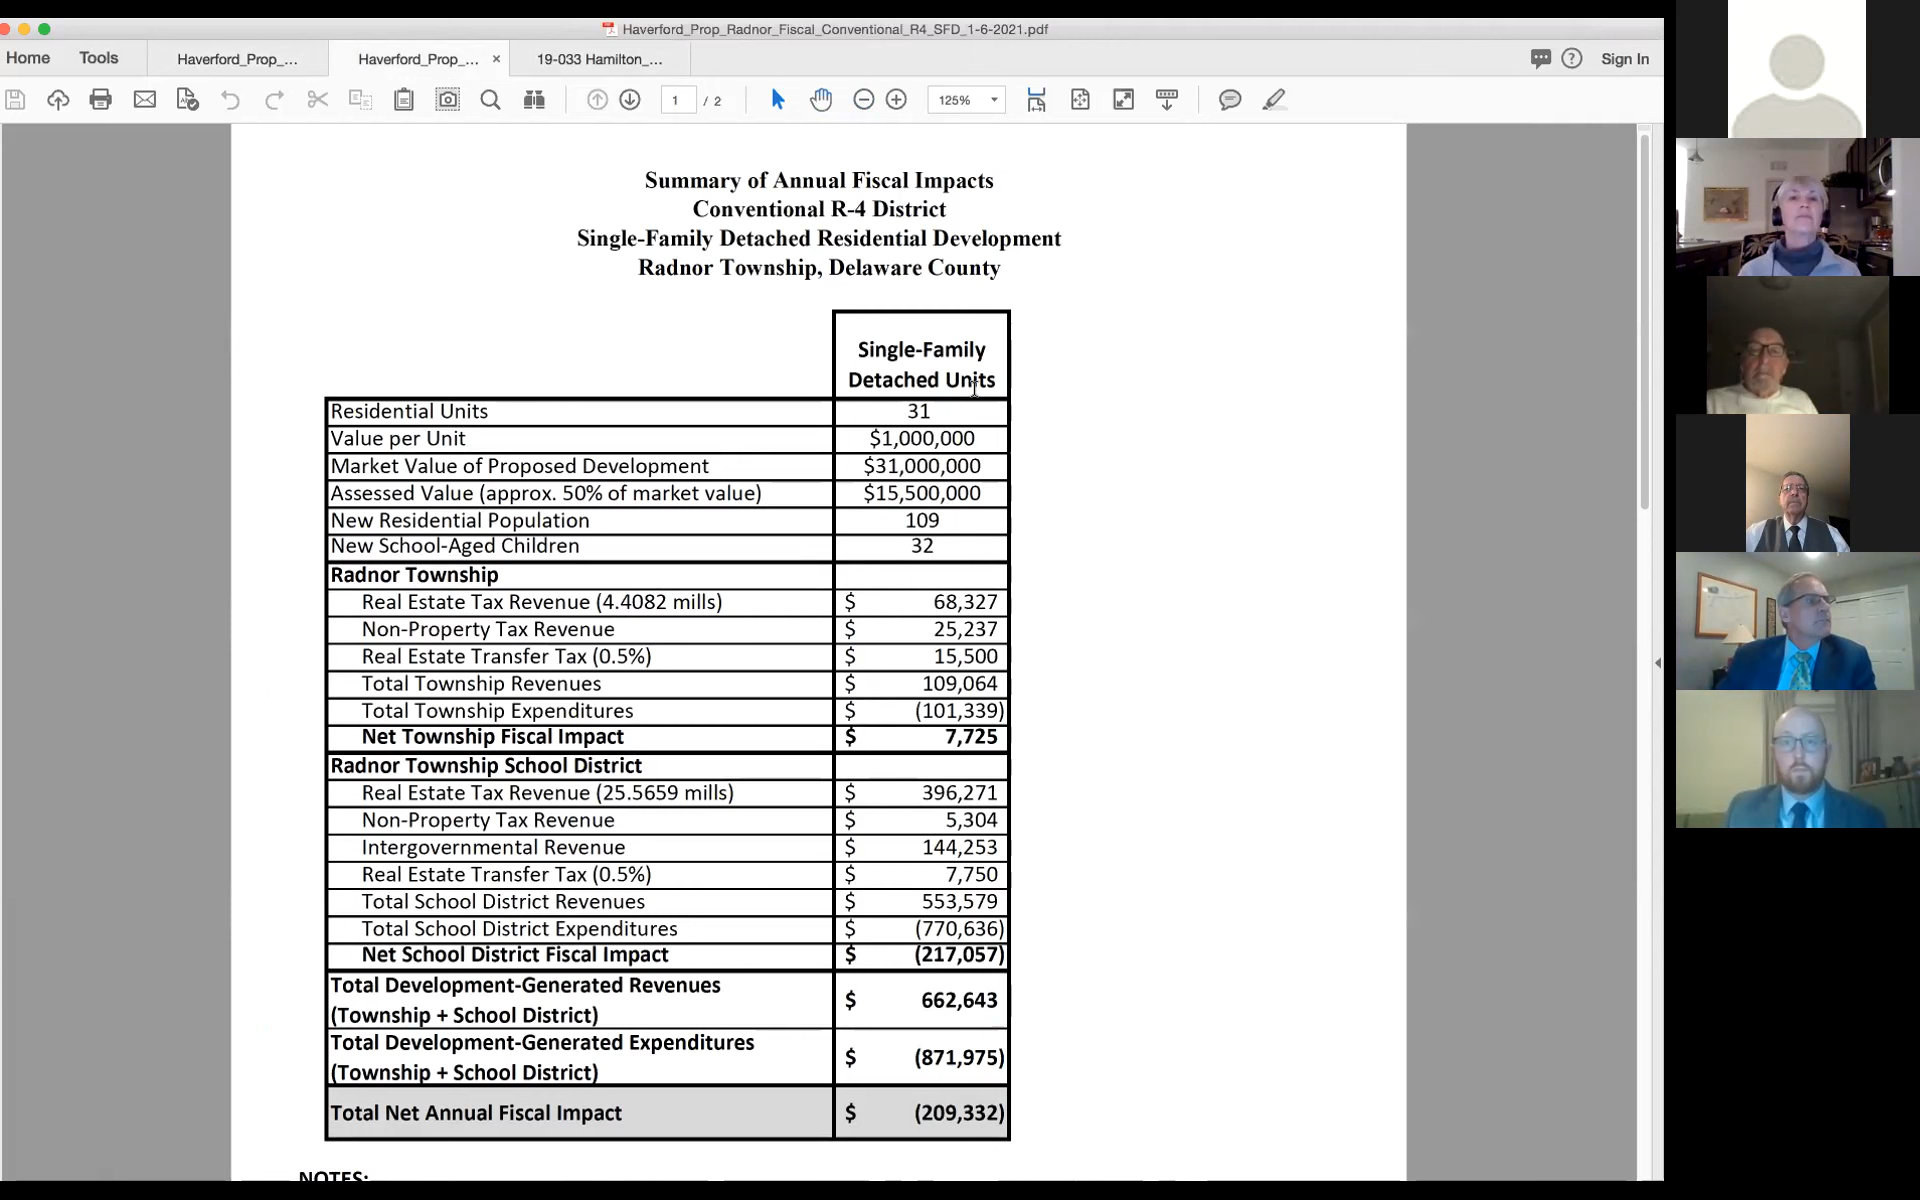 Haverford_Prop_Radnor_Fiscal_Conventional_R4_SFD_1-6-2021.pdf
Home Tools Haverford_Prop_... Haverford_Prop_... × 19-033 Hamilton_... ? Sign In
1 / 2 125%
Summary of Annual Fiscal Impacts
Conventional R-4 District
Single-Family Detached Residential Development
Radnor Township, Delaware County
Single-Family
Detached Units
Residential Units 31
Value per Unit $1,000,000
Market Value of Proposed Development $31,000,000
Assessed Value (approx. 50% of market value) $15,500,000
New Residential Population 109
New School-Aged Children 32
Radnor Township
Real Estate Tax Revenue (4.4082 mills) $ 68,327
Non-Property Tax Revenue $ 25,237
Real Estate Transfer Tax (0.5%) $ 15,500
Total Township Revenues $ 109,064
Total Township Expenditures $ (101,339)
Net Township Fiscal Impact $ 7,725
Radnor Township School District
Real Estate Tax Revenue (25.5659 mills) $ 396,271
Non-Property Tax Revenue $ 5,304
Intergovernmental Revenue $ 144,253
Real Estate Transfer Tax (0.5%) $ 7,750
Total School District Revenues $ 553,579
Total School District Expenditures $ (770,636)
Net School District Fiscal Impact $ (217,057)
Total Development-Generated Revenues
(Township + School District) $ 662,643
Total Development-Generated Expenditures
(Township + School District) $ (871,975)
Total Net Annual Fiscal Impact $ (209,332)
NOTES: